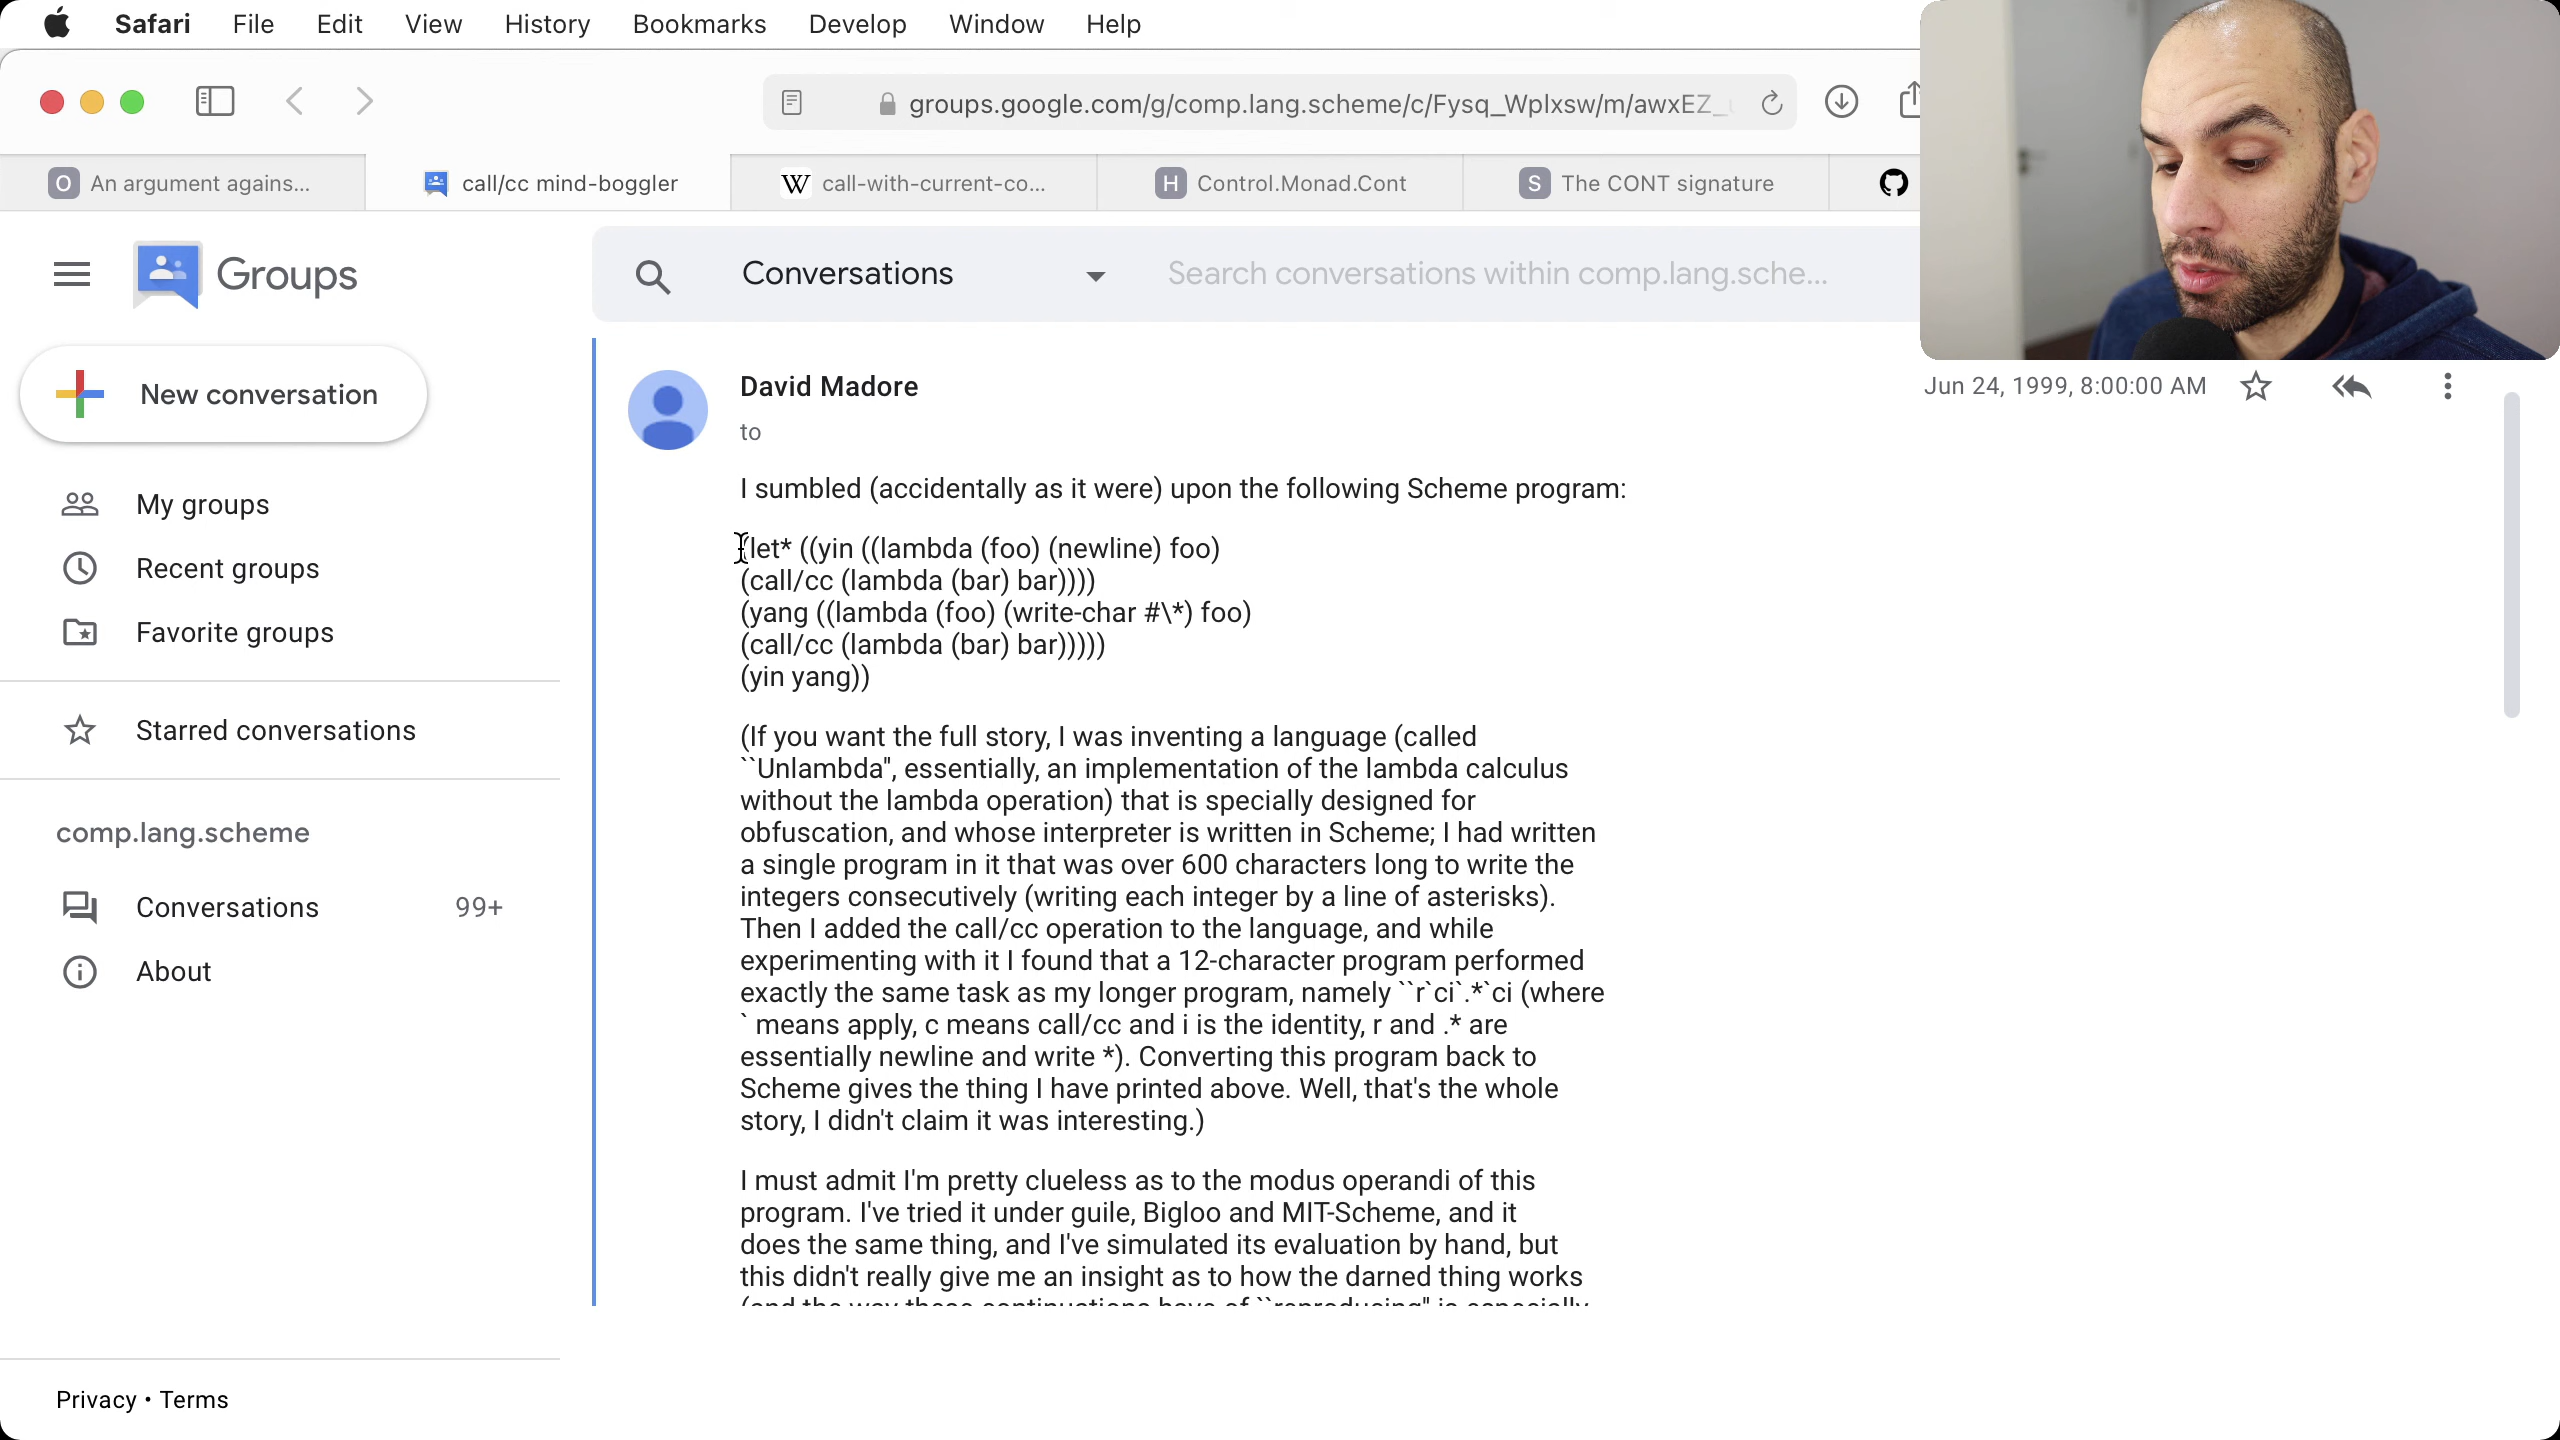 Safari File Edit View History Bookmarks Develop Window Help
groups.google.com/g/comp.lang.scheme/c/Fysq_Wplxsw/m/awxEZ_
O An argument agains...
call/cc mind-boggler
W call-with-current-co...
H Control.Monad.Cont
S The CONT signature
Groups
Conversations
Search conversations within comp.lang.sche...
New conversation
My groups
Recent groups
Favorite groups
Starred conversations
comp.lang.scheme
Conversations 99+
About
Privacy • Terms
David Madore
Jun 24, 1999, 8:00:00 AM
to
I sumbled (accidentally as it were) upon the following Scheme program:
(let* ((yin ((lambda (foo) (newline) foo)
(call/cc (lambda (bar) bar))))
(yang ((lambda (foo) (write-char #\*) foo)
(call/cc (lambda (bar) bar)))))
(yin yang))
(If you want the full story, I was inventing a language (called
``Unlambda", essentially, an implementation of the lambda calculus
without the lambda operation) that is specially designed for
obfuscation, and whose interpreter is written in Scheme; I had written
a single program in it that was over 600 characters long to write the
integers consecutively (writing each integer by a line of asterisks).
Then I added the call/cc operation to the language, and while
experimenting with it I found that a 12-character program performed
exactly the same task as my longer program, namely ``r`ci`.*`ci (where
` means apply, c means call/cc and i is the identity, r and .* are
essentially newline and write *). Converting this program back to
Scheme gives the thing I have printed above. Well, that's the whole
story, I didn't claim it was interesting.)
I must admit I'm pretty clueless as to the modus operandi of this
program. I've tried it under guile, Bigloo and MIT-Scheme, and it
does the same thing, and I've simulated its evaluation by hand, but
this didn't really give me an insight as to how the darned thing works
(and the way these continuations have of ``reproducing" is especially